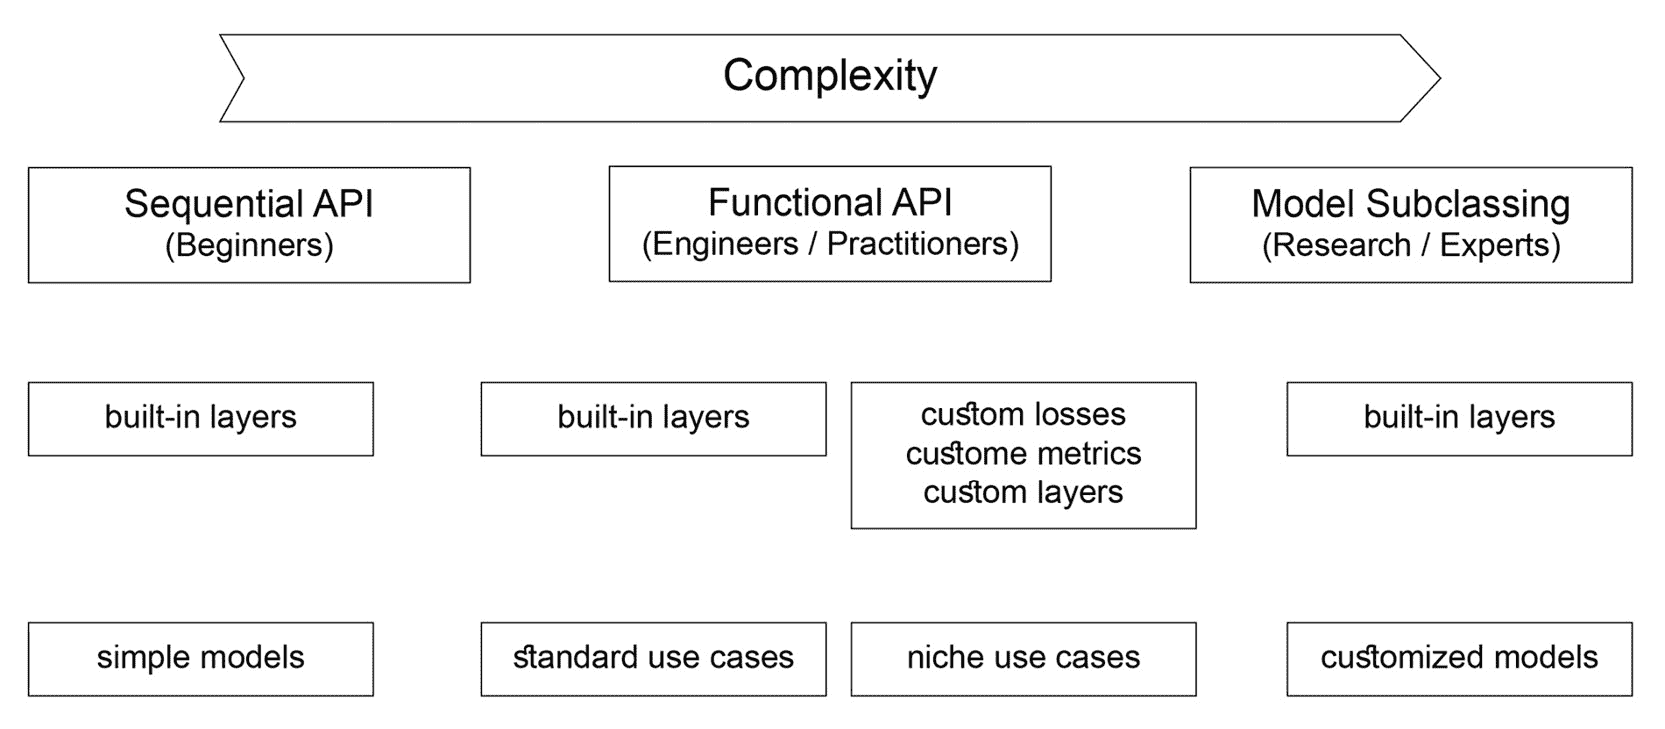 Complexity
Sequential API
(Beginners)
Functional API
(Engineers / Practitioners)
Model Subclassing
(Research / Experts)
built-in layers
built-in layers
custom losses
custome metrics
custom layers
built-in layers
simple models
standard use cases
niche use cases
customized models